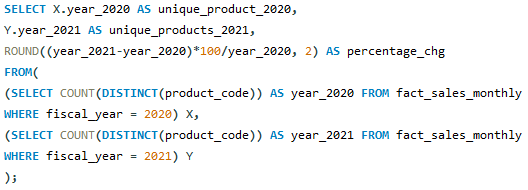 SELECT X.year_2020 AS unique_product_2020,
Y.year_2021 AS unique_products_2021,
ROUND((year_2021-year_2020)*100/year_2020, 2) AS percentage_chg
FROM(
(SELECT COUNT(DISTINCT(product_code)) AS year_2020 FROM fact_sales_monthly
WHERE fiscal_year = 2020) X,
(SELECT COUNT(DISTINCT(product_code)) AS year_2021 FROM fact_sales_monthly
WHERE fiscal_year = 2021) Y
);